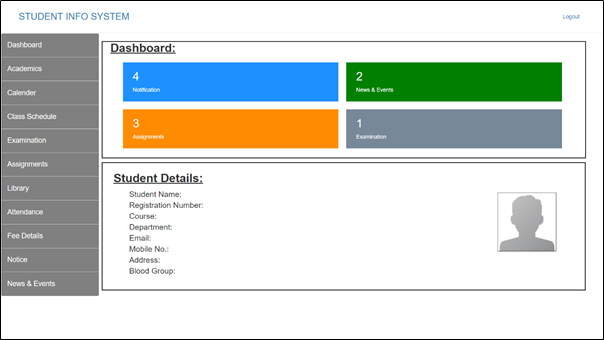 STUDENT INFO SYSTEM
Logout
Dashboard
Academics
Calender
Class Schedule
Examination
Assignments
Library
Attendance
Fee Details
Notice
News & Events
Dashboard:
4
Notification
2
News & Events
3
Assignments
1
Examination
Student Details:
Student Name:
Registration Number:
Course:
Department:
Email:
Mobile No.:
Address:
Blood Group: